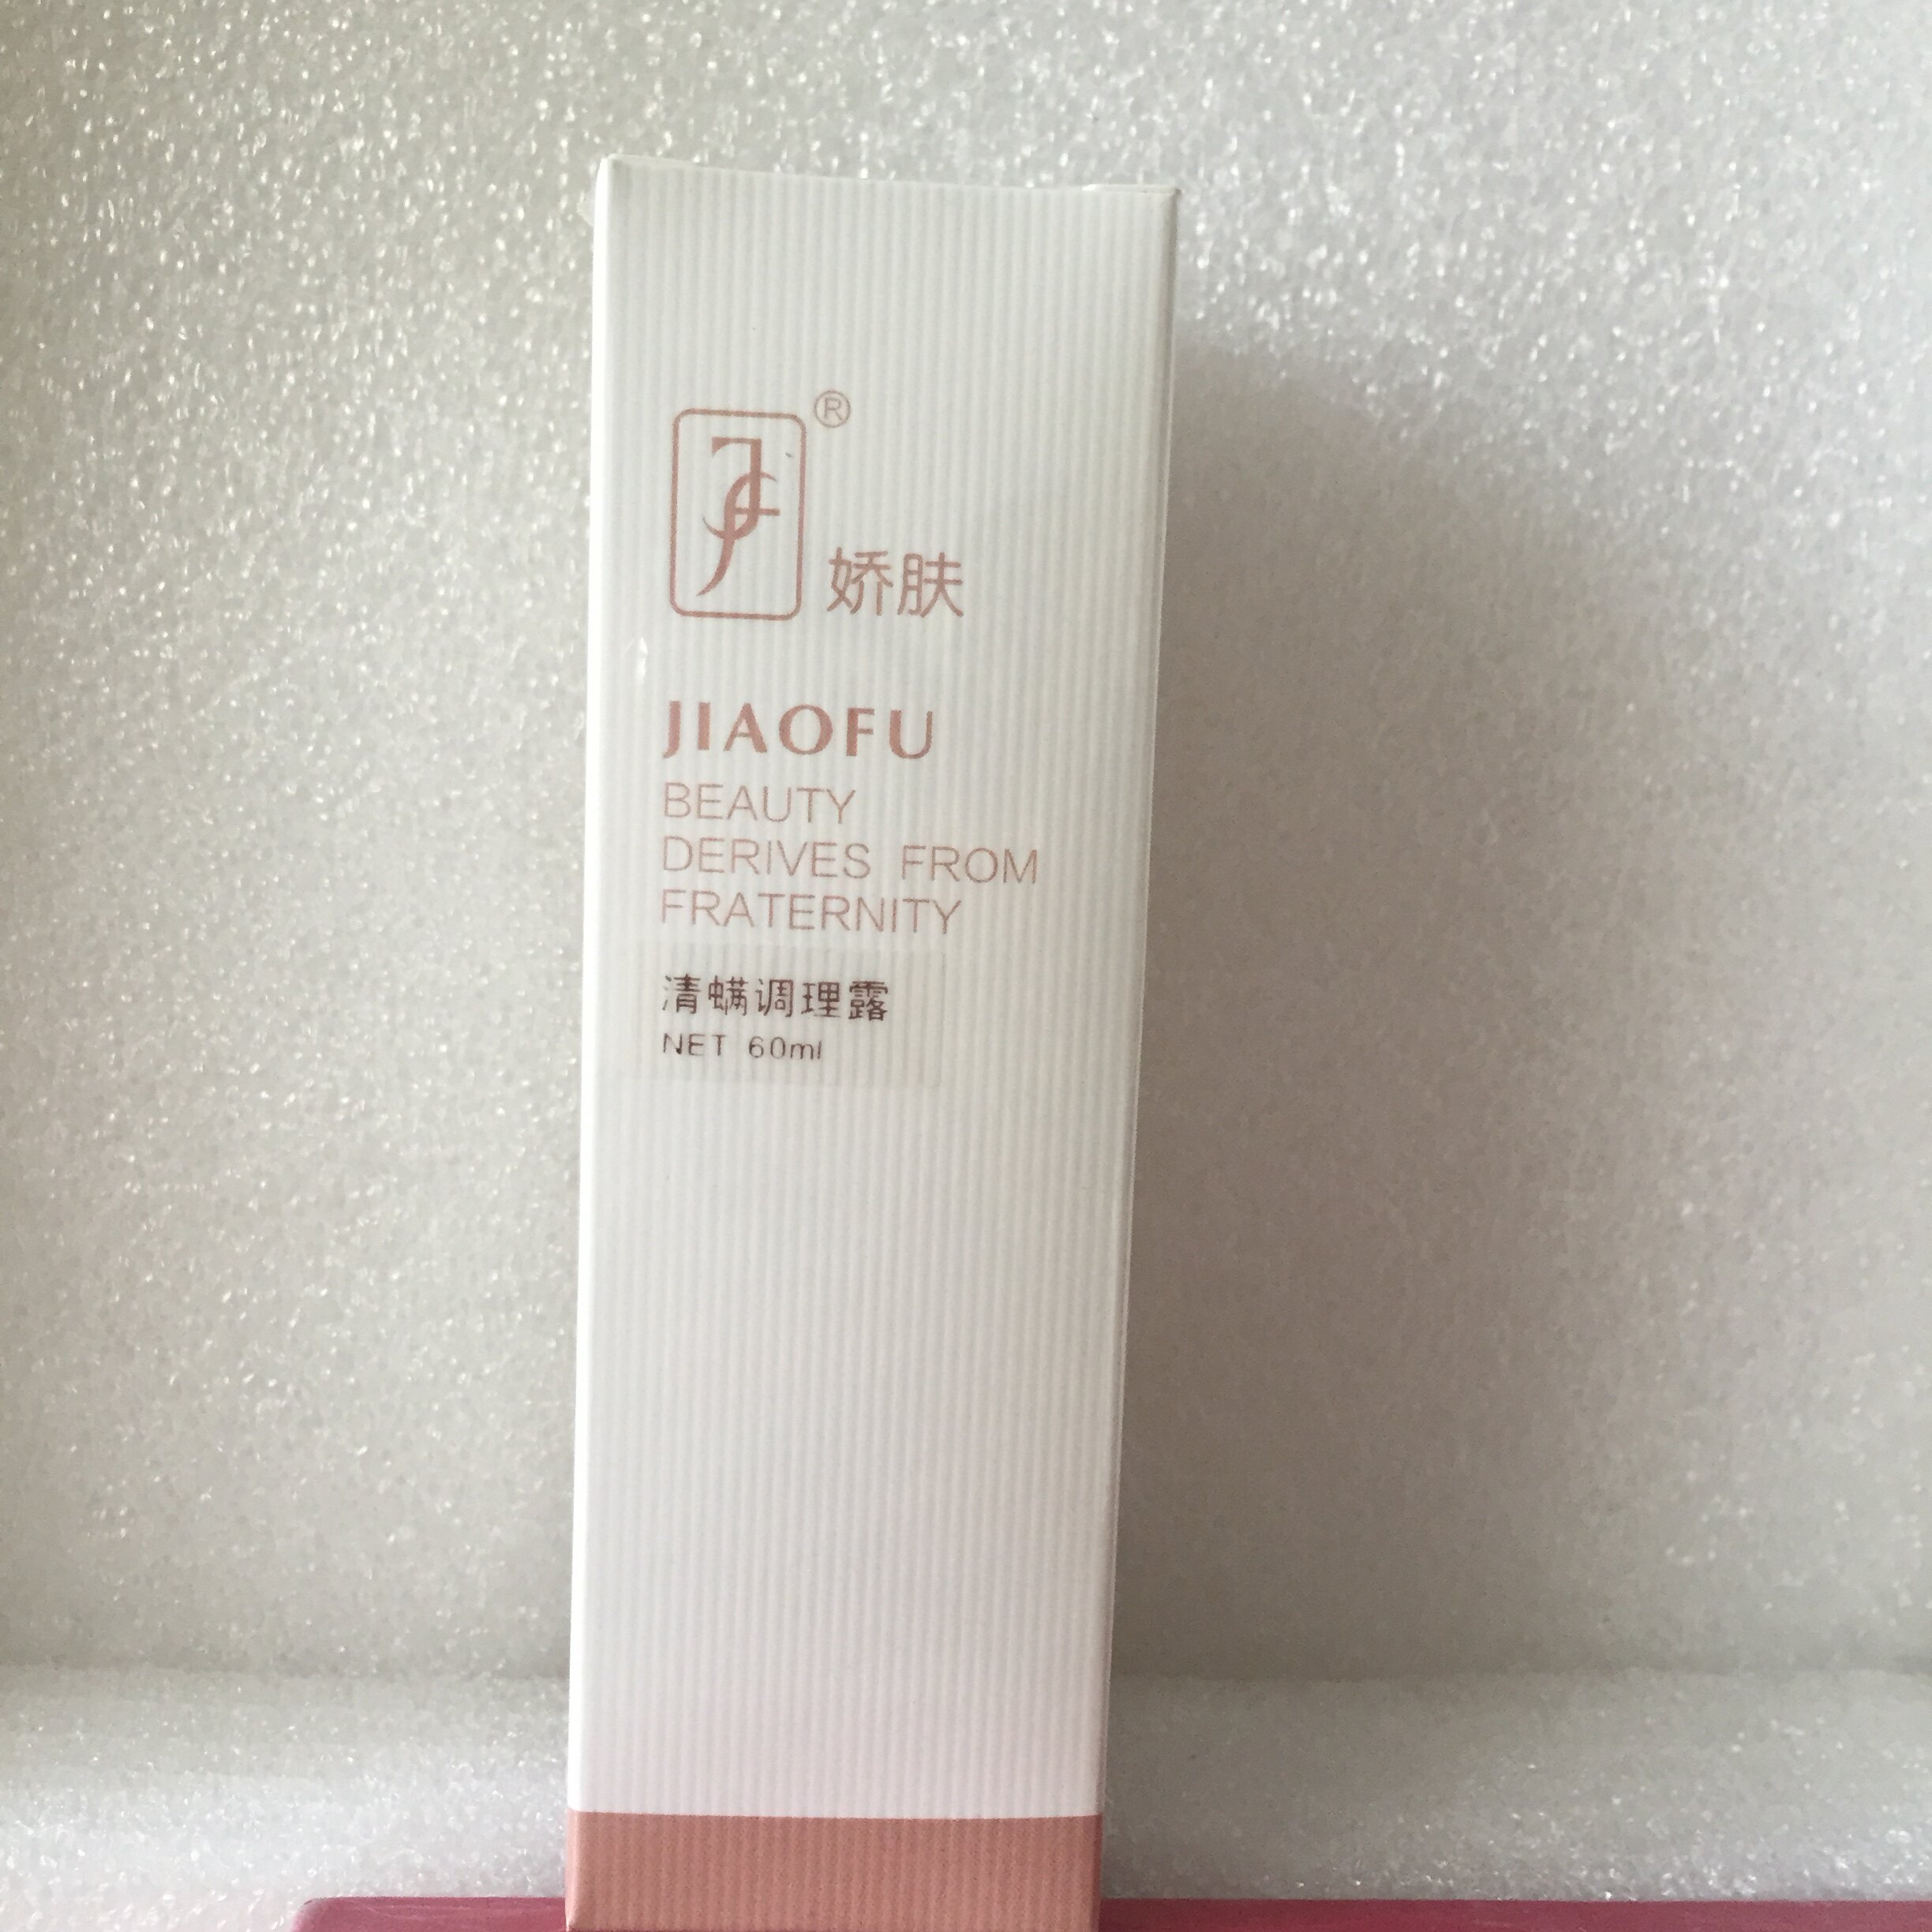 ®
娇肤
JIAOFU
BEAUTY
DERIVES FROM
FRATERNITY
清螨调理露
NET 60ml